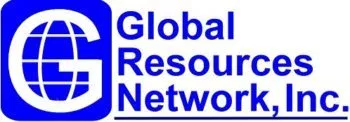 G
Global
Resources
Network, Inc.